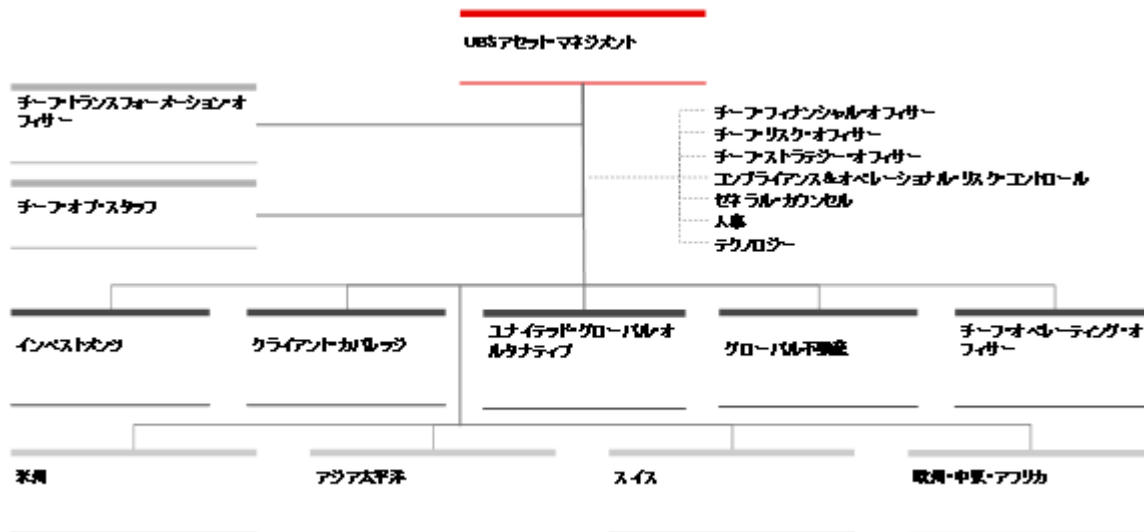 UBSアセット・マネジメント
チーフ・トランスフォーメーション・オ
フィサー
チーフ・オブ・スタッフ
チーフ・フィナンシャル・オフィサー
チーフ・リスク・オフィサー
チーフ・ストラテジー・オフィサー
コンプライアンス&オペレーショナル・リスク・コントロール
ゼネラル・カウンセル
人事
テクノロジー
インベストメンツ
クライアント・カバレッジ
ユナイテッド・グローバル・オ
ルタナティブ
グローバル不動産
チーフ・オペレーティング・オ
フィサー
米州
アジア太平洋
スイス
欧州・中東・アフリカ